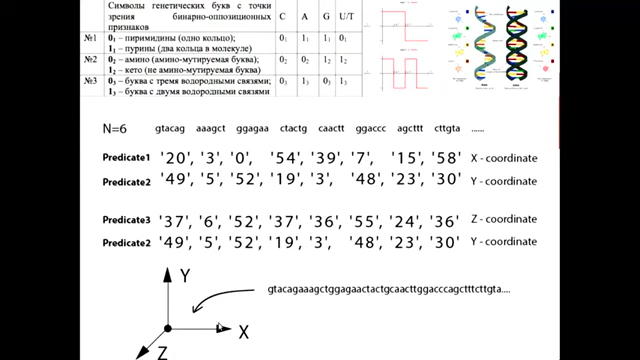 Символы генетических букв с точки зрения бинарно-оппозиционных признаков C A G U/T
№1 0₁ – пиримидины (одно кольцо); 1₁ – пурины (два кольца в молекуле) 0₁ 1₁ 1₁ 0₁
№2 0₂ – амино (амино-мутируемая буква); 1₂ – кето (не амино-мутируемая буква) 0₂ 0₂ 1₂ 1₂
№3 0₃ – буква с тремя водородными связями; 1₃ – буква с двумя водородными связями 0₃ 1₃ 0₃ 1₃
N=6 gtacag aaagct ggagaa ctactg caactt ggaccc agcttt cttgta ......
Predicate1 '20', '3', '0', '54', '39', '7', '15', '58' X - coordinate
Predicate2 '49', '5', '52', '19', '3', '48', '23', '30' Y - coordinate
Predicate3 '37', '6', '52', '37', '36', '55', '24', '36' Z - coordinate
Predicate2 '49', '5', '52', '19', '3', '48', '23', '30' Y - coordinate
Y
gtacagaaagctggagaactactgcaacttggacccagctttcttgta....
X
Z